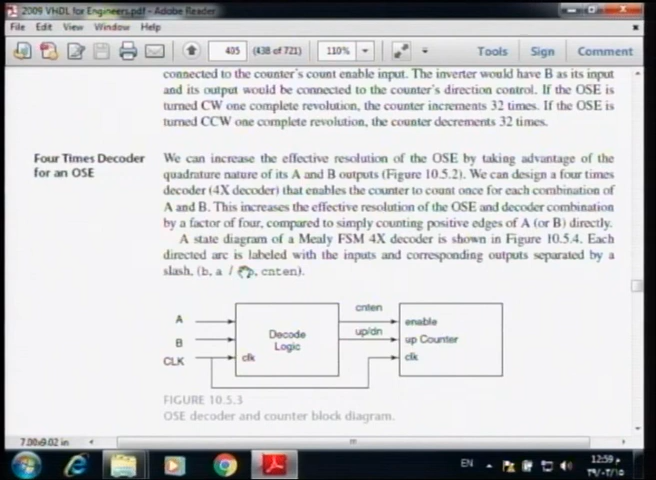 2009 VHDL for Engineers.pdf - Adobe Reader
File Edit View Window Help
405 (438 of 721) 110% Tools Sign Comment
connected to the counter's count enable input. The inverter would have B as its input
and its output would be connected to the counter's direction control. If the OSE is
turned CW one complete revolution, the counter increments 32 times. If the OSE is
turned CCW one complete revolution, the counter decrements 32 times.
Four Times Decoder
for an OSE
We can increase the effective resolution of the OSE by taking advantage of the
quadrature nature of its A and B outputs (Figure 10.5.2). We can design a four times
decoder (4X decoder) that enables the counter to count once for each combination of
A and B. This increases the effective resolution of the OSE and decoder combination
by a factor of four, compared to simply counting positive edges of A (or B) directly.
A state diagram of a Mealy FSM 4X decoder is shown in Figure 10.5.4. Each
directed arc is labeled with the inputs and corresponding outputs separated by a
slash, (b, a / , cnten).
A
B
CLK
clk
Decode
Logic
cnten
up/dn
enable
up Counter
clk
FIGURE 10.5.3
OSE decoder and counter block diagram.
7.00x9.02 in
EN
12:59